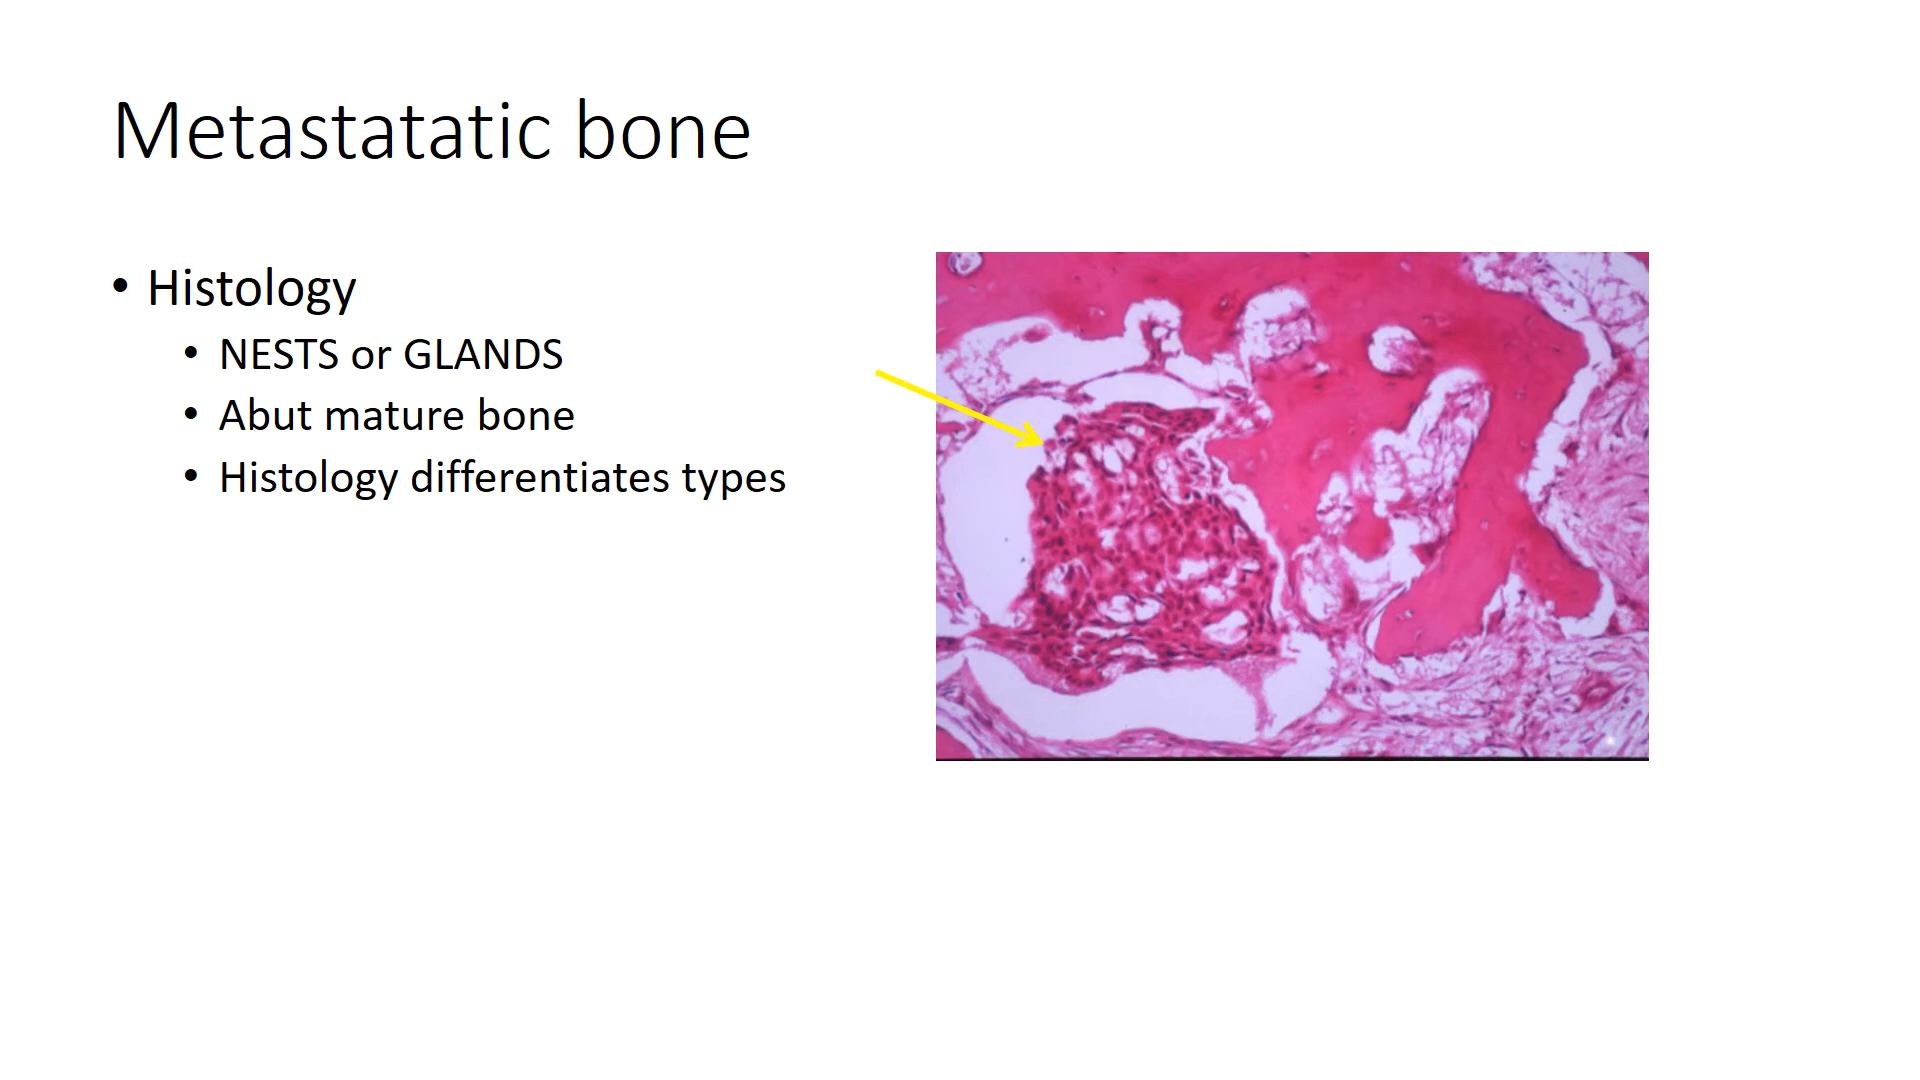 Metastatatic bone
• Histology
• NESTS or GLANDS
• Abut mature bone
• Histology differentiates types